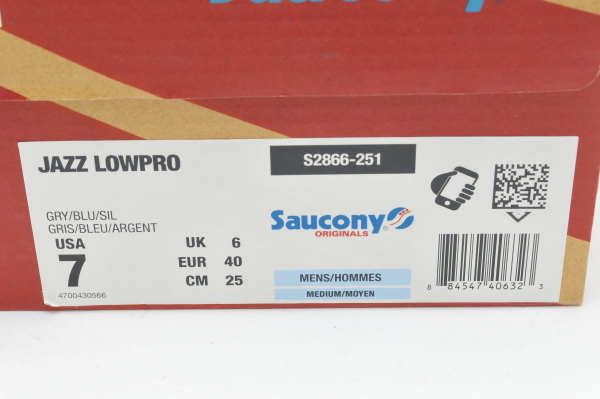 Saucony
JAZZ LOWPRO
S2866-251
GRY/BLU/SIL
GRIS/BLEU/ARGENT
USA
7
UK 6
EUR 40
CM 25
4700430566
Saucony
ORIGINALS
MENS/HOMMES
MEDIUM/MOYEN
8 84547 40632 3